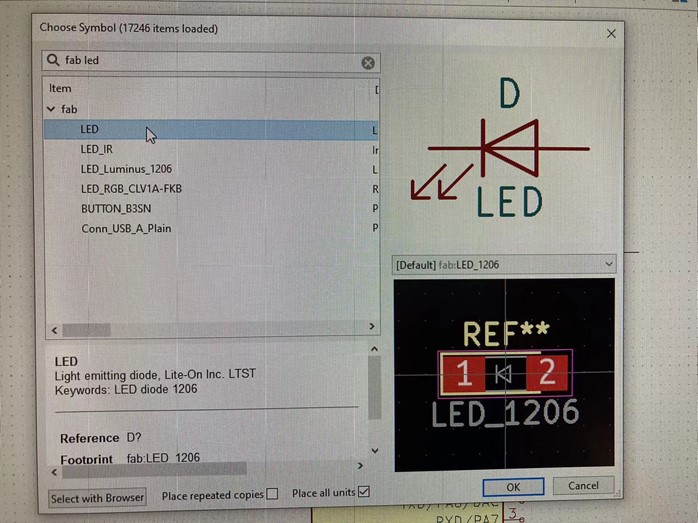 Choose Symbol (17246 items loaded)
fab led
Item
fab
LED
L
LED_IR
Ir
LED_Luminus_1206
L
LED_RGB_CLV1A-FKB
R
BUTTON_B3SN
P
Conn_USB_A_Plain
P
D
LED
[Default] fab:LED_1206
REF**
1 2
LED_1206
LED
Light emitting diode, Lite-On Inc. LTST
Keywords: LED diode 1206
Reference D?
Footprint fab:LED_1206
Select with Browser
Place repeated copies
Place all units
OK
Cancel
3
RXD/PA7